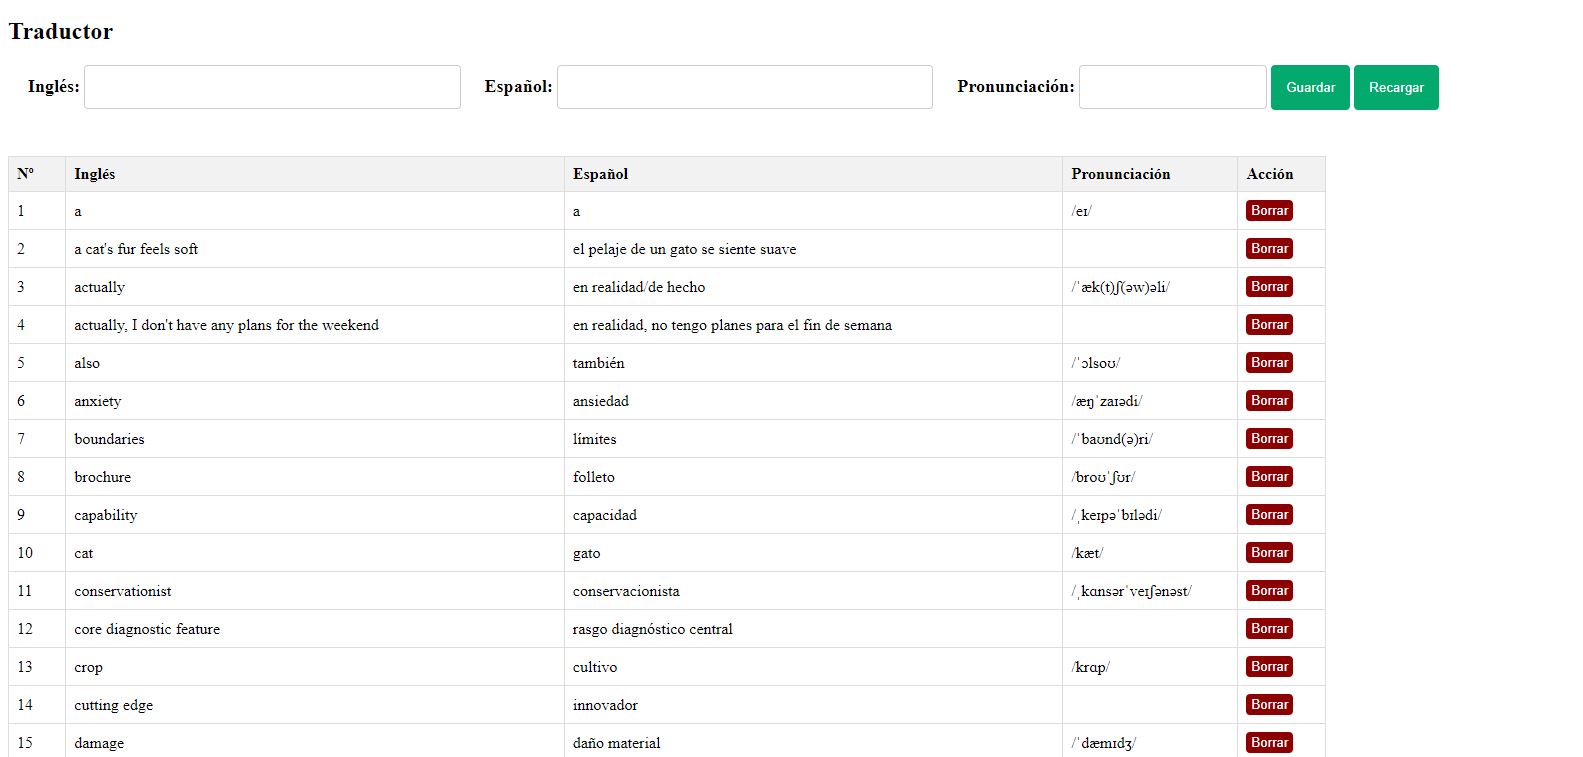 Traductor
Inglés: Español: Pronunciación: Guardar Recargar
Nº Inglés Español Pronunciación Acción
1 a a /eɪ/ Borrar
2 a cat's fur feels soft el pelaje de un gato se siente suave Borrar
3 actually en realidad/de hecho /ˈæk(t)ʃ(əw)əli/ Borrar
4 actually, I don't have any plans for the weekend en realidad, no tengo planes para el fin de semana Borrar
5 also también /ˈɔlsoʊ/ Borrar
6 anxiety ansiedad /æŋˈzaɪədi/ Borrar
7 boundaries límites /ˈbaʊnd(ə)ri/ Borrar
8 brochure folleto /broʊˈʃʊr/ Borrar
9 capability capacidad /ˌkeɪpəˈbɪlədi/ Borrar
10 cat gato /kæt/ Borrar
11 conservationist conservacionista /ˌkɑnsərˈveɪʃənəst/ Borrar
12 core diagnostic feature rasgo diagnóstico central Borrar
13 crop cultivo /krɑp/ Borrar
14 cutting edge innovador Borrar
15 damage daño material /ˈdæmɪdʒ/ Borrar